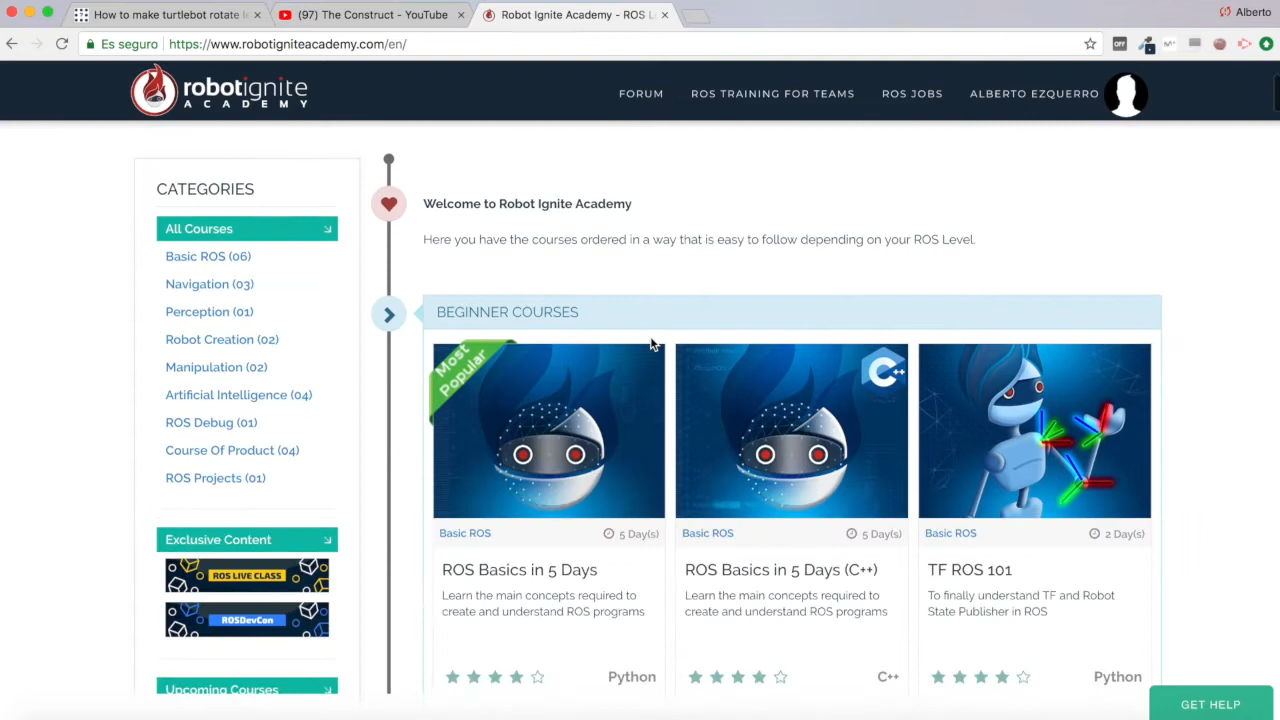 How to make turtlebot rotate
(97) The Construct - YouTube
Robot Ignite Academy - ROS L
Alberto
Es seguro
https://www.robotigniteacademy.com/en/
OFF
robotignite
ACADEMY
FORUM
ROS TRAINING FOR TEAMS
ROS JOBS
ALBERTO EZQUERRO
CATEGORIES
All Courses
Basic ROS (06)
Navigation (03)
Perception (01)
Robot Creation (02)
Manipulation (02)
Artificial Intelligence (04)
ROS Debug (01)
Course Of Product (04)
ROS Projects (01)
Exclusive Content
ROS LIVE CLASS
ROSDevCon
Upcoming Courses
Welcome to Robot Ignite Academy
Here you have the courses ordered in a way that is easy to follow depending on your ROS Level.
BEGINNER COURSES
Most
Popular
Basic ROS
5 Day(s)
ROS Basics in 5 Days
Learn the main concepts required to
create and understand ROS programs
Python
C++
Basic ROS
5 Day(s)
ROS Basics in 5 Days (C++)
Learn the main concepts required to
create and understand ROS programs
C++
Basic ROS
2 Day(s)
TF ROS 101
To finally understand TF and Robot
State Publisher in ROS
Python
GET HELP